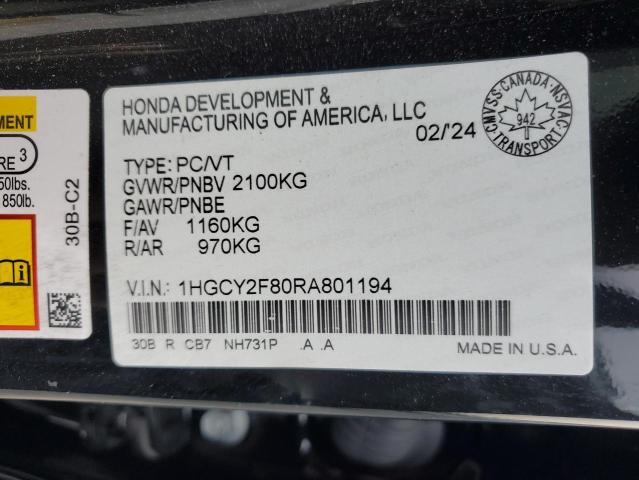 MENT
RE 3
50lbs.
850lb.
30B-C2
HONDA DEVELOPMENT &
MANUFACTURING OF AMERICA, LLC
02/'24
CMVSS-CANADA-NSVAC
942
TRANSPORT
TYPE: PC/VT
GVWR/PNBV 2100KG
GAWR/PNBE
F/AV 1160KG
R/AR 970KG
V.I.N.: 1HGCY2F80RA801194
30B R CB7 NH731P .A .A
MADE IN U.S.A.